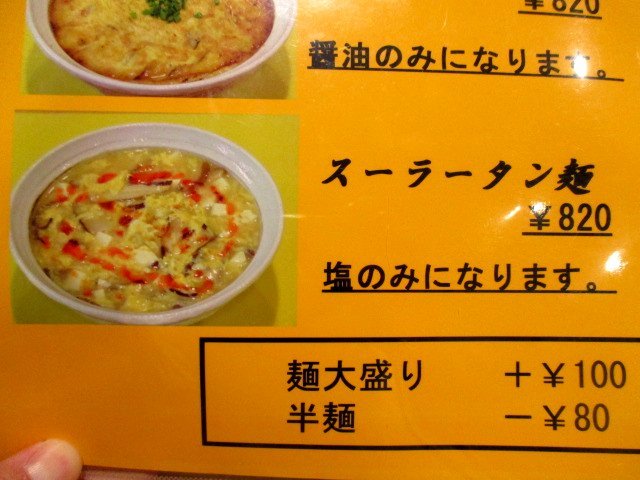 ￥820
醤油のみになります。
スーラータン麺
￥820
塩のみになります。
麺大盛り ＋￥100
半麺 －￥80